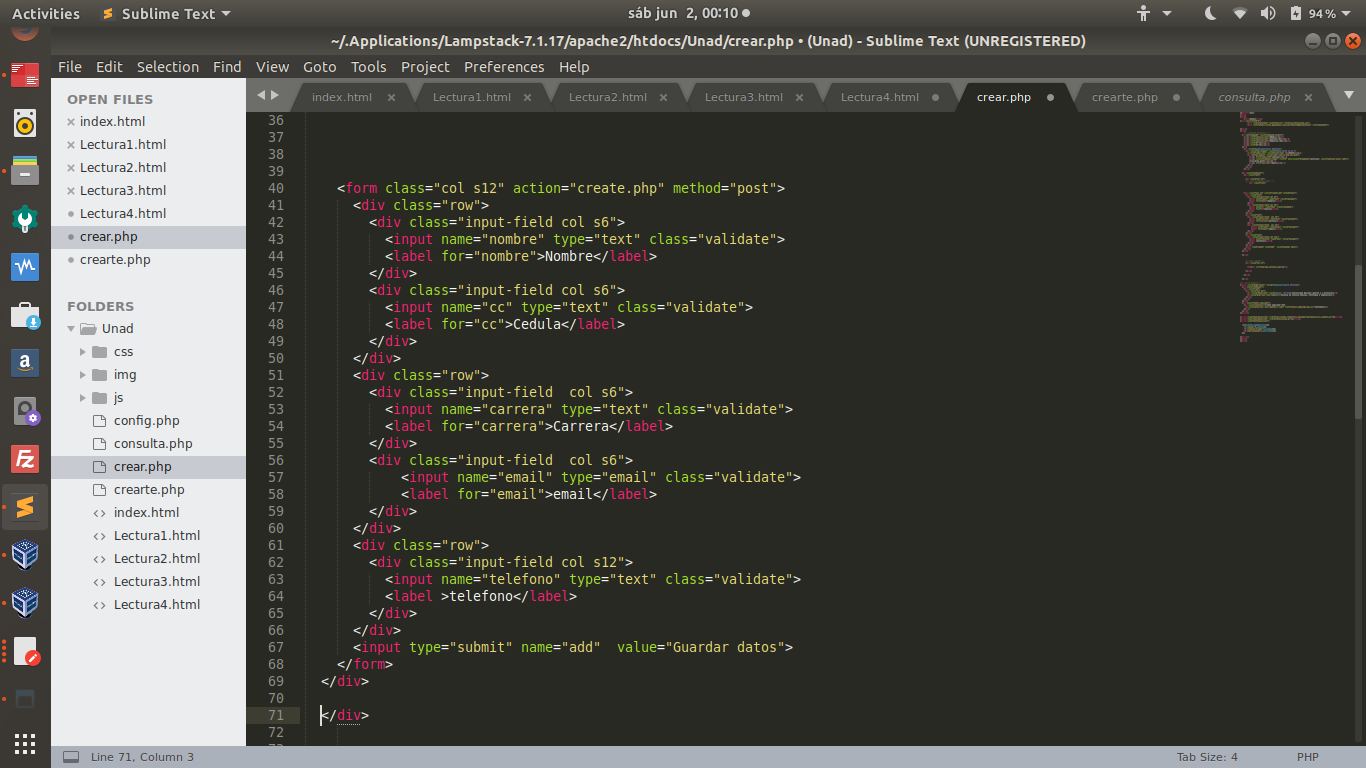 Activities Sublime Text sáb jun 2, 00:10 94%
~/.Applications/Lampstack-7.1.17/apache2/htdocs/Unad/crear.php • (Unad) - Sublime Text (UNREGISTERED)
File Edit Selection Find View Goto Tools Project Preferences Help
OPEN FILES
index.html
Lectura1.html
Lectura2.html
Lectura3.html
Lectura4.html
crear.php
crearte.php
FOLDERS
Unad
css
img
js
config.php
consulta.php
crear.php
crearte.php
index.html
Lectura1.html
Lectura2.html
Lectura3.html
Lectura4.html
index.html Lectura1.html Lectura2.html Lectura3.html Lectura4.html crear.php crearte.php consulta.php
36
37
38
39
40 <form class="col s12" action="create.php" method="post">
41 <div class="row">
42 <div class="input-field col s6">
43 <input name="nombre" type="text" class="validate">
44 <label for="nombre">Nombre</label>
45 </div>
46 <div class="input-field col s6">
47 <input name="cc" type="text" class="validate">
48 <label for="cc">Cedula</label>
49 </div>
50 </div>
51 <div class="row">
52 <div class="input-field  col s6">
53 <input name="carrera" type="text" class="validate">
54 <label for="carrera">Carrera</label>
55 </div>
56 <div class="input-field  col s6">
57 <input name="email" type="email" class="validate">
58 <label for="email">email</label>
59 </div>
60 </div>
61 <div class="row">
62 <div class="input-field col s12">
63 <input name="telefono" type="text" class="validate">
64 <label >telefono</label>
65 </div>
66 </div>
67 <input type="submit" name="add"  value="Guardar datos">
68 </form>
69 </div>
70
71 </div>
72
Line 71, Column 3 Tab Size: 4 PHP